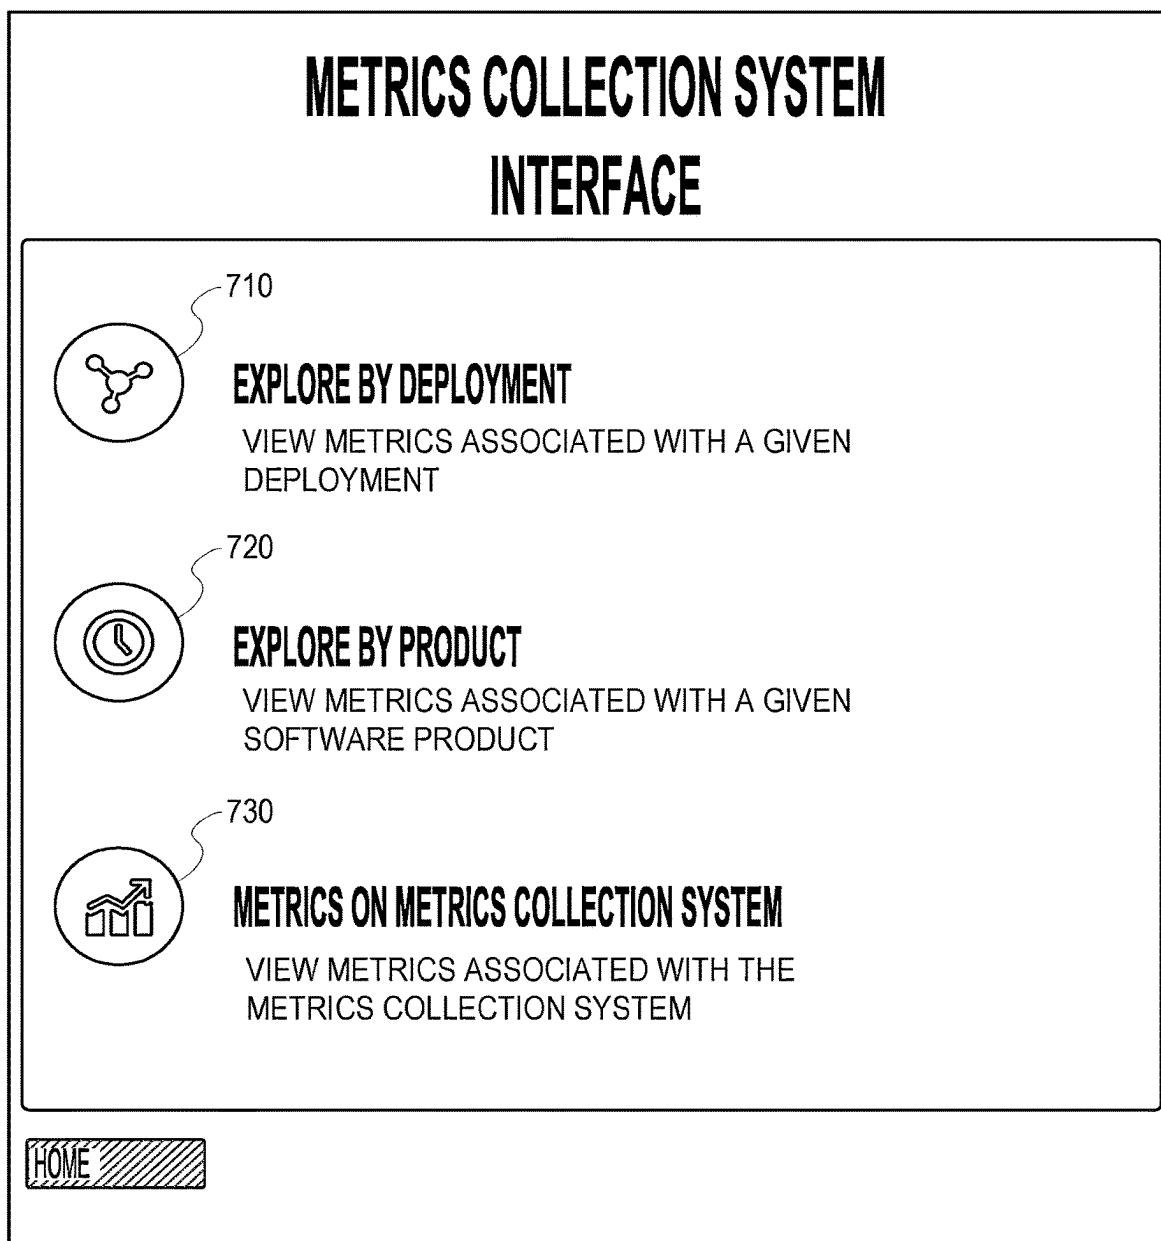 METRICS COLLECTION SYSTEM
INTERFACE
710
EXPLORE BY DEPLOYMENT
VIEW METRICS ASSOCIATED WITH A GIVEN
DEPLOYMENT
720
EXPLORE BY PRODUCT
VIEW METRICS ASSOCIATED WITH A GIVEN
SOFTWARE PRODUCT
730
METRICS ON METRICS COLLECTION SYSTEM
VIEW METRICS ASSOCIATED WITH THE
METRICS COLLECTION SYSTEM
HOME